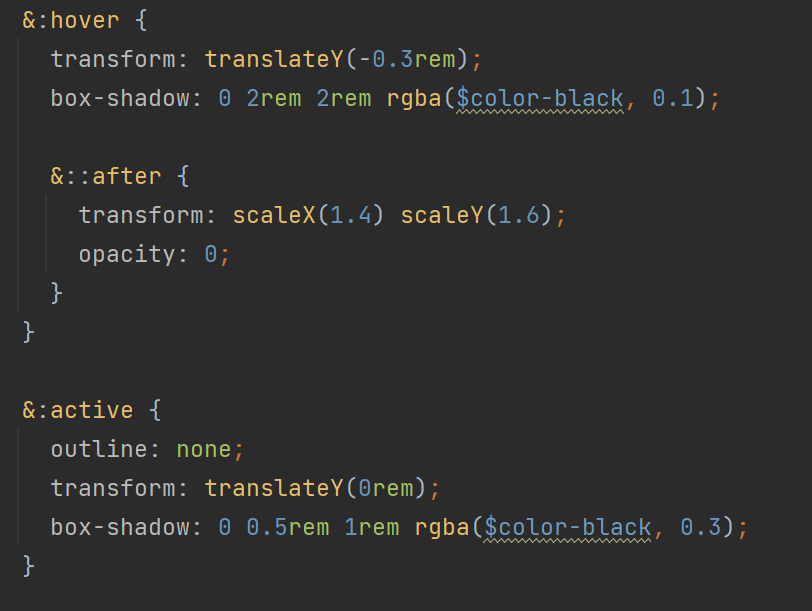 &:hover {
transform: translateY(-0.3rem);
box-shadow: 0 2rem 2rem rgba($color-black, 0.1);
&::after {
transform: scaleX(1.4) scaleY(1.6);
opacity: 0;
}
}
&:active {
outline: none;
transform: translateY(0rem);
box-shadow: 0 0.5rem 1rem rgba($color-black, 0.3);
}